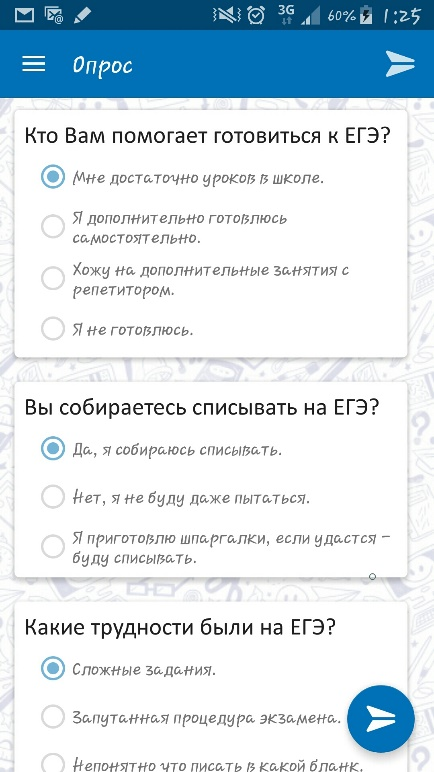 3G 60% 1:25
Опрос
Кто Вам помогает готовиться к ЕГЭ?
Мне достаточно уроков в школе.
Я дополнительно готовлюсь
самостоятельно.
Хожу на дополнительные занятия с
репетитором.
Я не готовлюсь.
Вы собираетесь списывать на ЕГЭ?
Да, я собираюсь списывать.
Нет, я не буду даже пытаться.
Я приготовлю шпаргалки, если удастся –
буду списывать.
Какие трудности были на ЕГЭ?
Сложные задания.
Запутанная процедура экзамена.
Непонятно что писать в какой бланк.